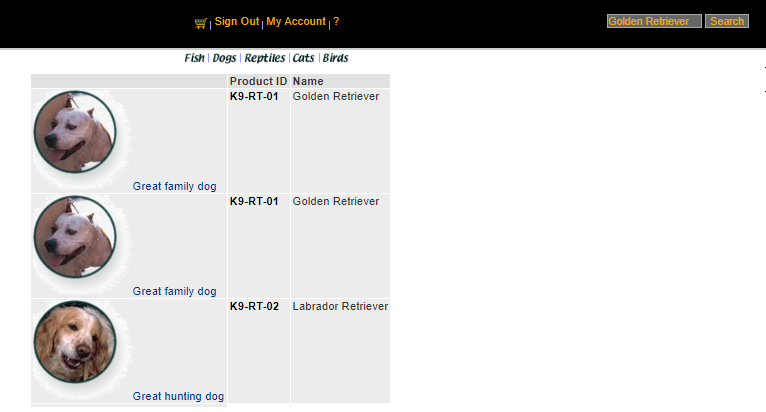 Sign Out | My Account | ? Golden Retriever Search
Fish | Dogs | Reptiles | Cats | Birds
Product ID Name
K9-RT-01 Golden Retriever
Great family dog
K9-RT-01 Golden Retriever
Great family dog
K9-RT-02 Labrador Retriever
Great hunting dog